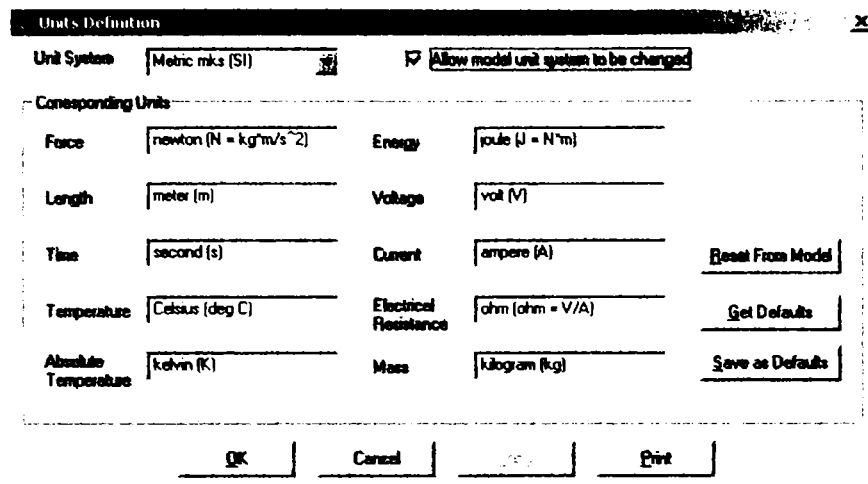 Units Definition
Unit System Metric mks (SI) Allow model unit system to be changed
Corresponding Units
Force newton (N = kg*m/s^2) Energy joule (J = N*m)
Length meter (m) Voltage volt (V)
Time second (s) Current ampere (A) Reset From Model
Temperature Celsius (deg C) Electrical Resistance ohm (ohm = V/A) Get Defaults
Absolute Temperature kelvin (K) Mass kilogram (kg) Save as Defaults
OK Cancel Print